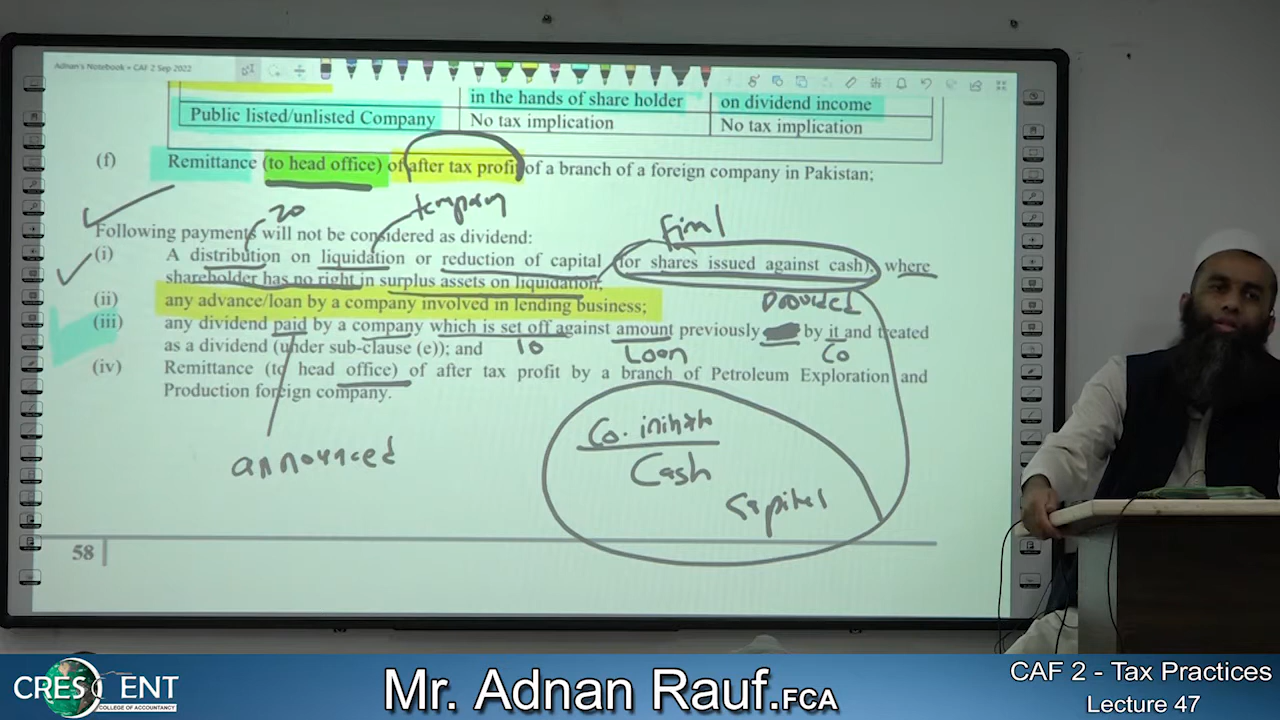 Adnan's Notebook » CAF 2 Sep 2022
in the hands of share holder on dividend income
Public listed/unlisted Company No tax implication No tax implication
(f) Remittance (to head office) of after tax profit of a branch of a foreign company in Pakistan;
20 temporary Final
Following payments will not be considered as dividend:
(i) A distribution on liquidation or reduction of capital (for shares issued against cash), where
shareholder has no right in surplus assets on liquidation;
(ii) any advance/loan by a company involved in lending business;
Provided
(iii) any dividend paid by a company which is set off against amount previously by it and treated
as a dividend (under sub-clause (e)); and
10 Loan Co
(iv) Remittance (to head office) of after tax profit by a branch of Petroleum Exploration and
Production foreign company.
Co.
announced Cash
Capital
58
CRESCENT
COLLEGE OF ACCOUNTANCY
Mr. Adnan Rauf.FCA
CAF 2 - Tax Practices
Lecture 47